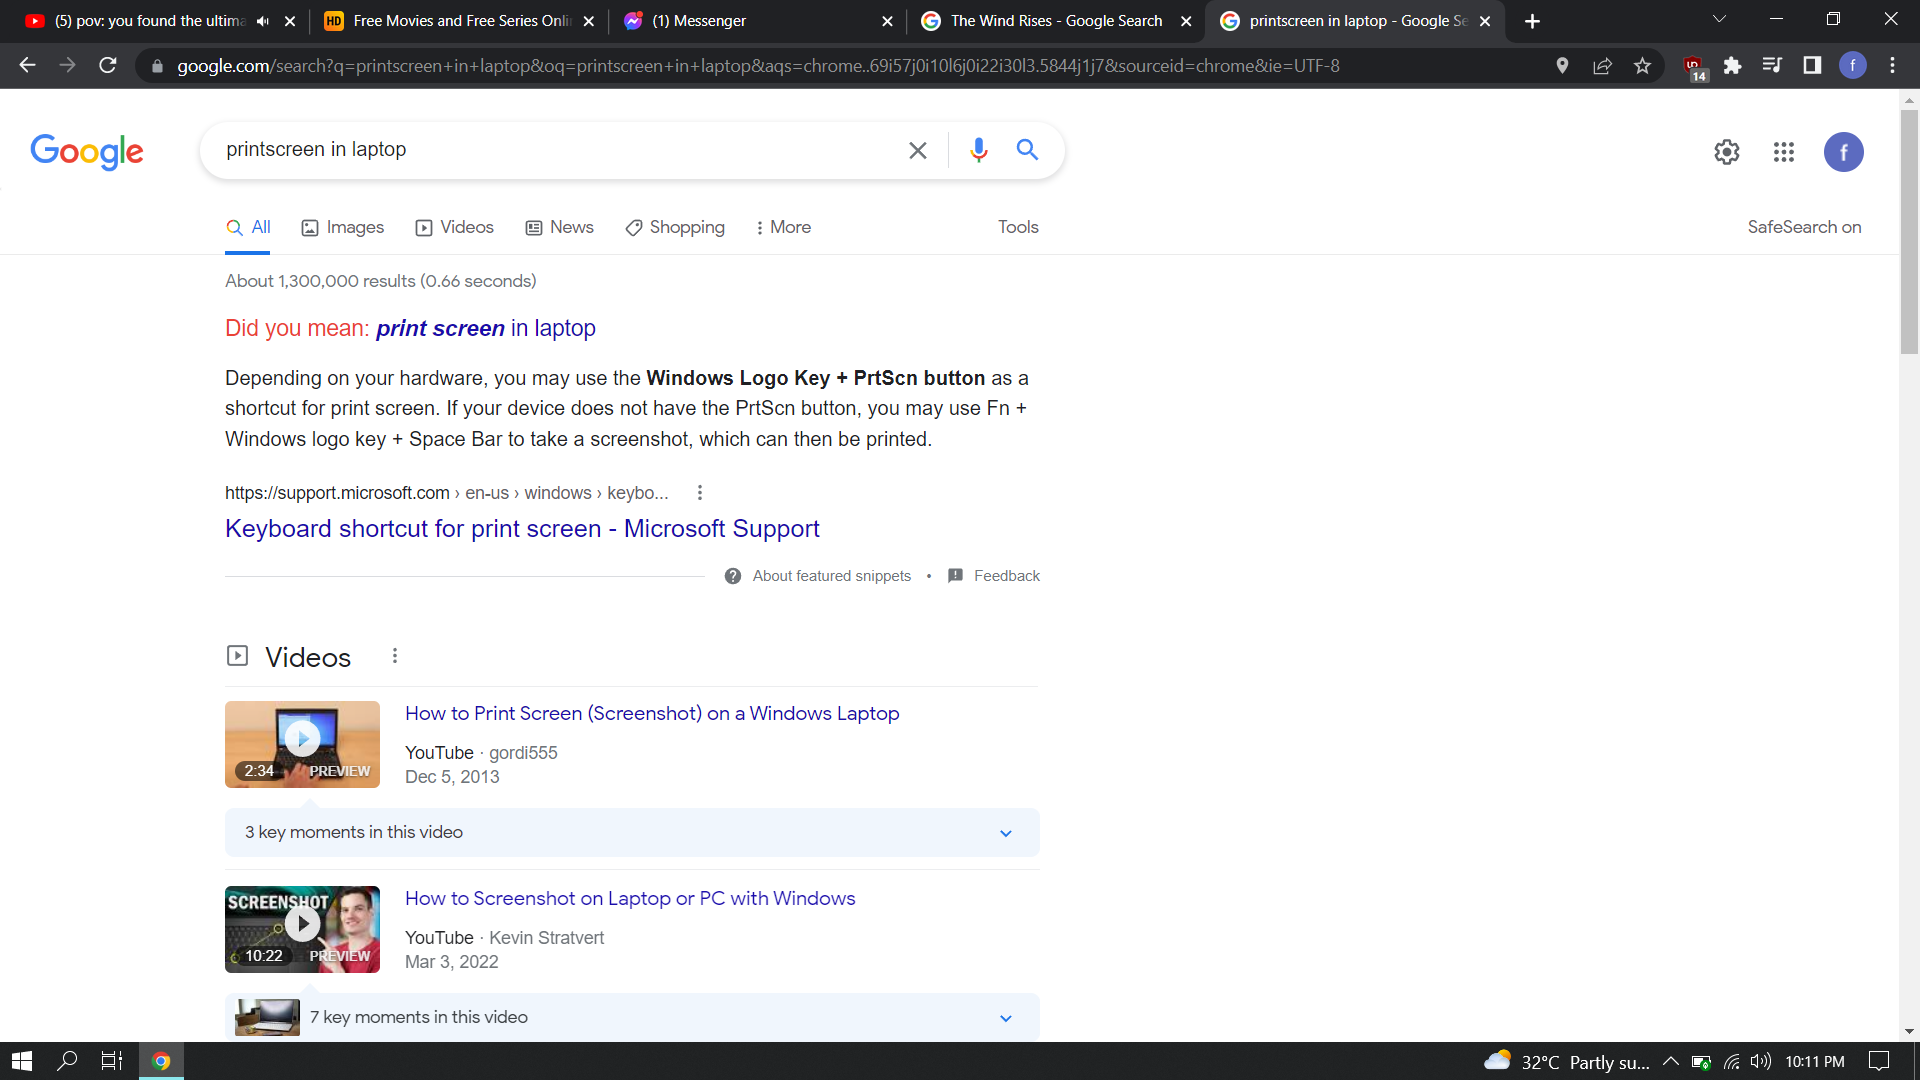 (5) pov: you found the ultima
Free Movies and Free Series Onli
(1) Messenger
The Wind Rises - Google Search
printscreen in laptop - Google Se
google.com/search?q=printscreen+in+laptop&oq=printscreen+in+laptop&aqs=chrome..69i57j0i10l6j0i22i30l3.5844j1j7&sourceid=chrome&ie=UTF-8
14
f
Google
printscreen in laptop
f
All
Images
Videos
News
Shopping
More
Tools
SafeSearch on
About 1,300,000 results (0.66 seconds)
Did you mean: print screen in laptop
Depending on your hardware, you may use the Windows Logo Key + PrtScn button as a
shortcut for print screen. If your device does not have the PrtScn button, you may use Fn +
Windows logo key + Space Bar to take a screenshot, which can then be printed.
https://support.microsoft.com › en-us › windows › keybo...
Keyboard shortcut for print screen - Microsoft Support
About featured snippets • Feedback
Videos
How to Print Screen (Screenshot) on a Windows Laptop
YouTube · gordi555
Dec 5, 2013
2:34 PREVIEW
3 key moments in this video
How to Screenshot on Laptop or PC with Windows
SCREENSHOT
YouTube · Kevin Stratvert
Mar 3, 2022
10:22 PREVIEW
7 key moments in this video
32°C Partly su...
10:11 PM